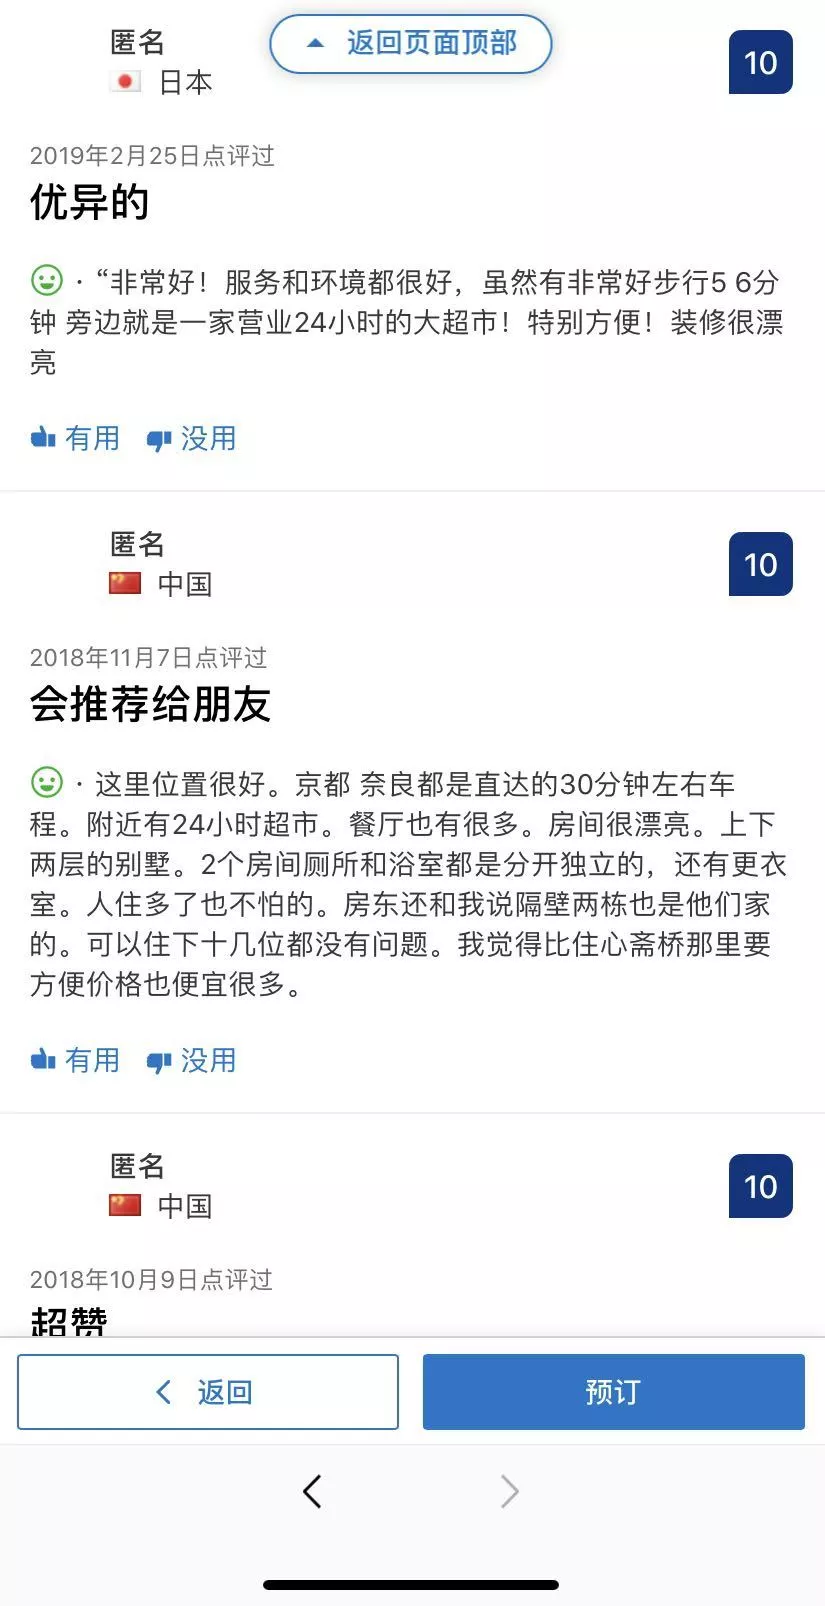 匿名
返回页面顶部
10
日本
2019年2月25日点评过
优异的
· “非常好！服务和环境都很好，虽然有非常好步行5 6分
钟 旁边就是一家营业24小时的大超市！特别方便！装修很漂
亮
有用 没用
匿名
10
中国
2018年11月7日点评过
会推荐给朋友
· 这里位置很好。京都 奈良都是直达的30分钟左右车
程。附近有24小时超市。餐厅也有很多。房间很漂亮。上下
两层的别墅。2个房间厕所和浴室都是分开独立的，还有更衣
室。人住多了也不怕的。房东还和我说隔壁两栋也是他们家
的。可以住下十几位都没有问题。我觉得比住心斋桥那里要
方便价格也便宜很多。
有用 没用
匿名
10
中国
2018年10月9日点评过
超赞
返回 预订